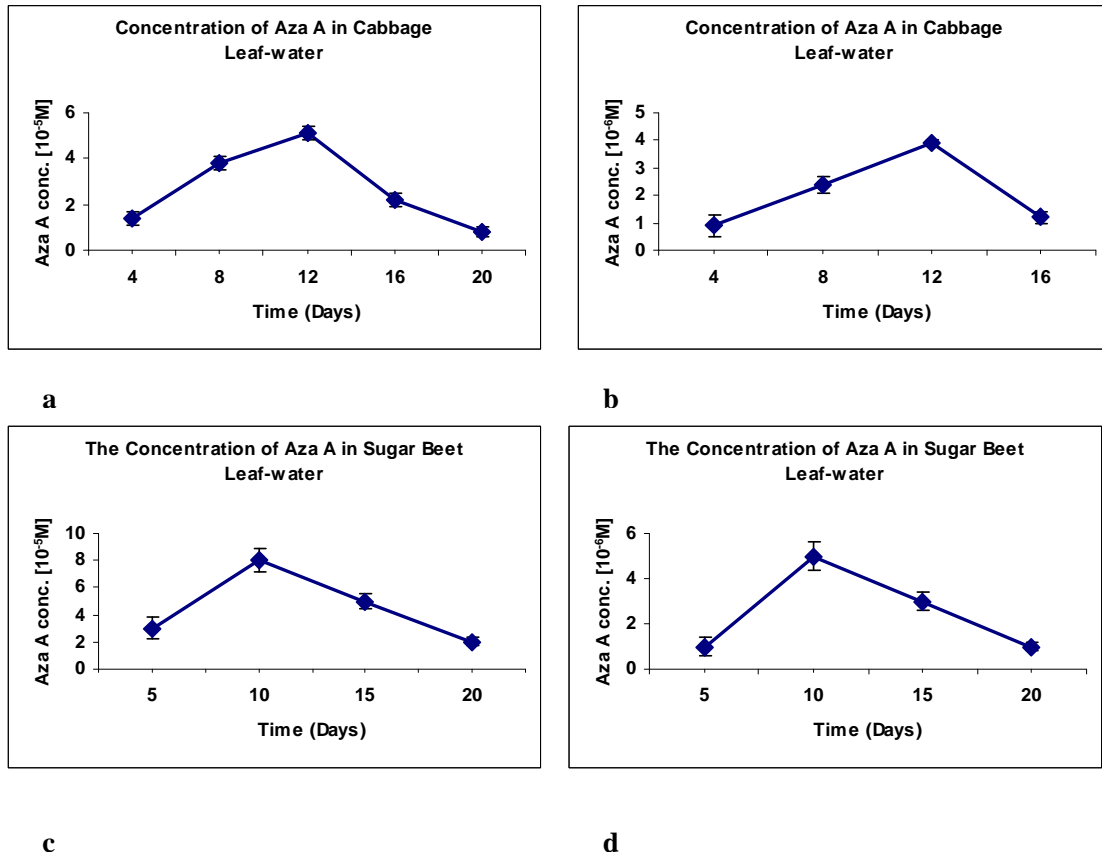 Concentration of Aza A in Cabbage
Leaf-water
Aza A conc. [10⁻⁵M]
6
4
2
0
4 8 12 16 20
Time (Days)
a
Concentration of Aza A in Cabbage
Leaf-water
Aza A conc. [10⁻⁶M]
5
4
3
2
1
0
4 8 12 16
Time (Days)
b
The Concentration of Aza A in Sugar Beet
Leaf-water
Aza A conc. [10⁻⁵M]
10
8
6
4
2
0
5 10 15 20
Time (Days)
c
The Concentration of Aza A in Sugar Beet
Leaf-water
Aza A conc. [10⁻⁶M]
6
4
2
0
5 10 15 20
Time (Days)
d